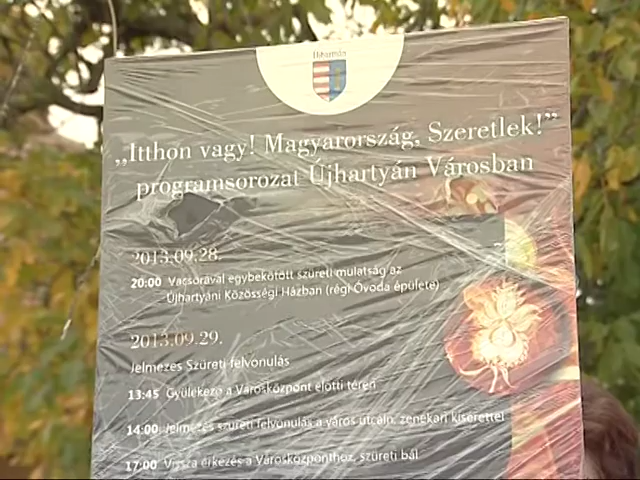 „Itthon vagy! Magyarország, Szeretlek!”
programsorozat Újhartyán Városban
2013.09.28.
20:00 Vacsorával egybekötött szüreti mulatság az
Újhartyáni Közösségi Házban (régi Óvoda épülete)
2013.09.29.
Jelmezes Szüreti felvonulás
13:45 Gyülekező a Városközpont előtti téren
14:00 Jelmezes szüreti felvonulás a város utcáin, zenekari kísérettel
17:00 Vissza érkezés a Városközponthoz, szüreti bál